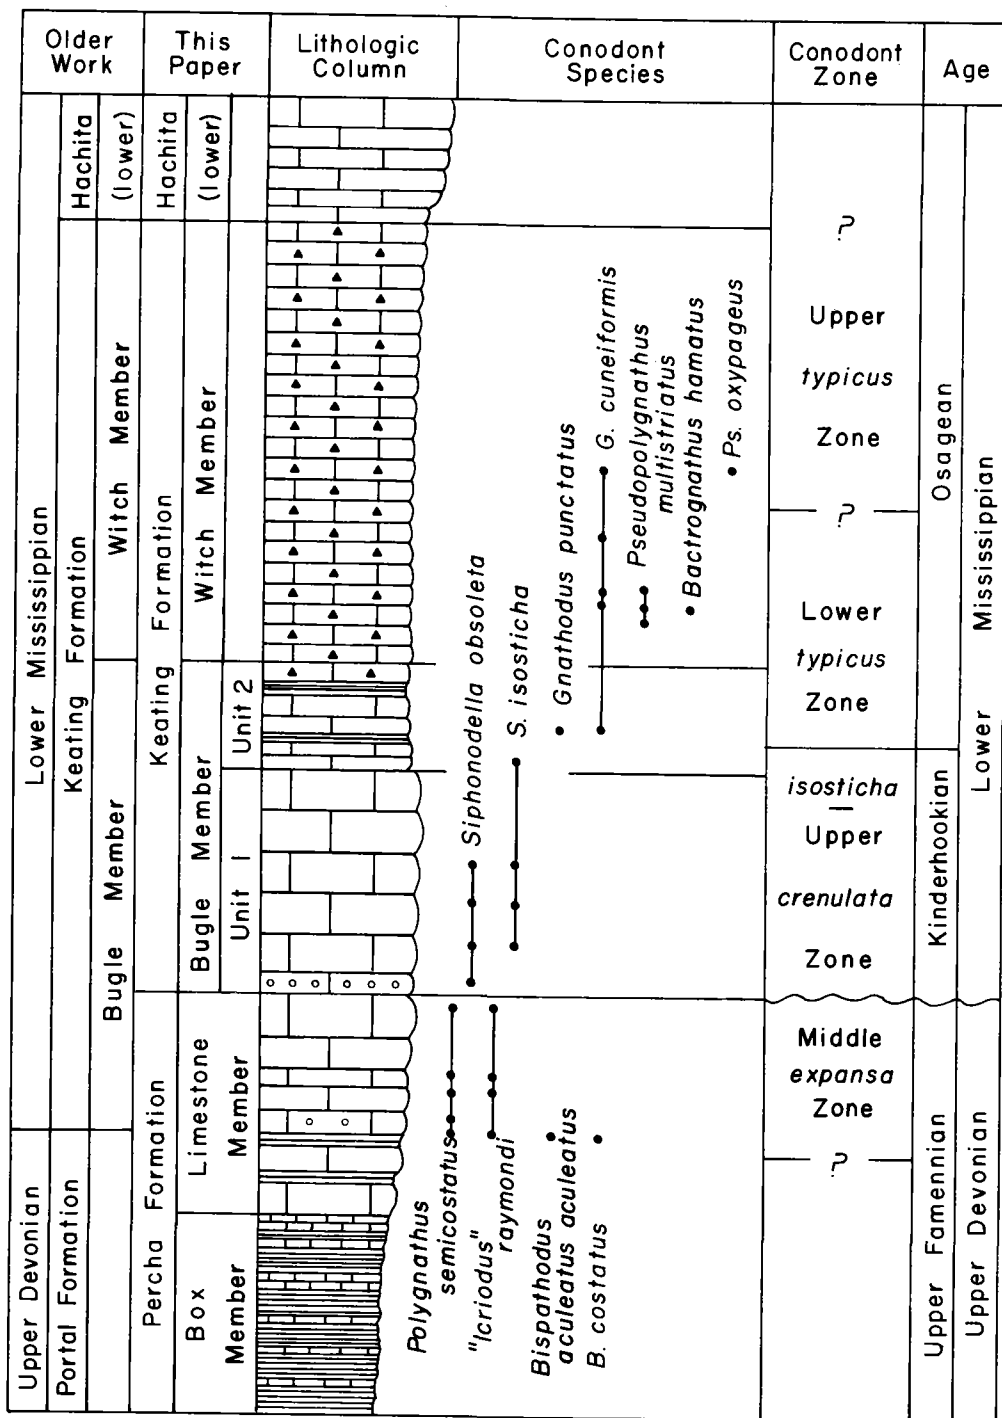 Older
Work
This
Paper
Lithologic
Column
Conodont
Species
Conodont
Zone
Age
Lower Mississippian
Upper Devonian
Hachita
(lower)
Keating Formation
Witch Member
Bugle Member
Portal Formation
Hachita
(lower)
Keating Formation
Witch Member
Bugle Member
Unit 2
Unit 1
Percha Formation
Limestone
Member
Box
Member
Polygnathus
semicostatus
"Icriodus"
raymondi
Bispathodus
aculeatus aculeatus
B. costatus
Siphonodella obsoleta
S. isosticha
Gnathodus punctatus
G. cuneiformis
Pseudopolygnathus
multistriatus
Bactrognathus hamatus
Ps. oxypageus
?
Upper
typicus
Zone
?
Lower
typicus
Zone
isosticha
—
Upper
crenulata
Zone
Middle
expansa
Zone
?
Osagean
Kinderhookian
Upper Famennian
Lower Mississippian
Upper Devonian